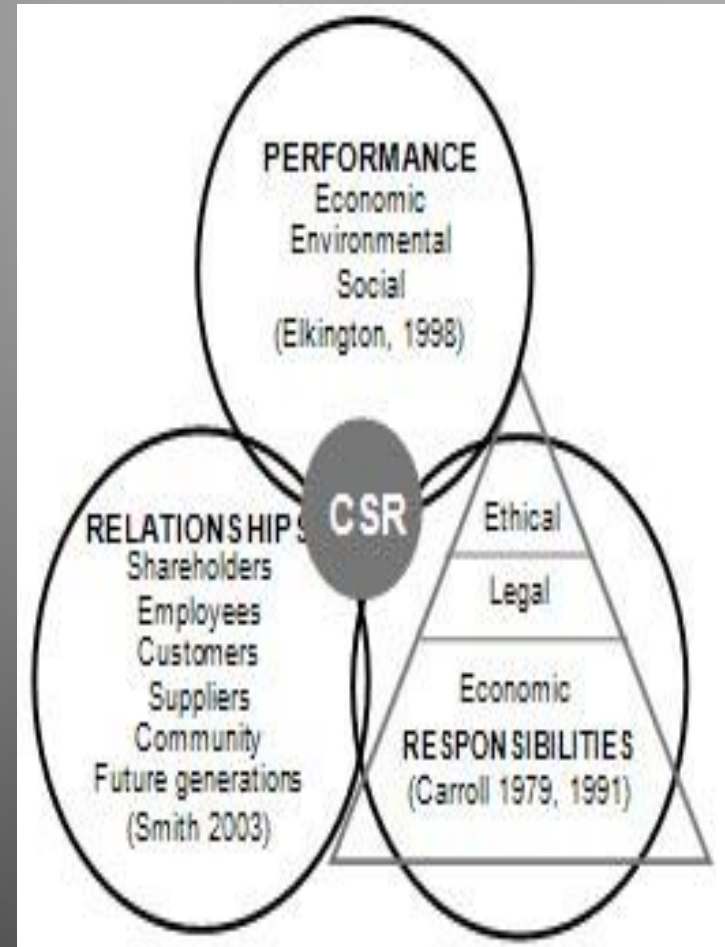 PERFORMANCE
Economic
Environmental
Social
(Elkington, 1998)
CSR
RELATIONSHIPS
Shareholders
Employees
Customers
Suppliers
Community
Future generations
(Smith 2003)
Ethical
Legal
Economic
RESPONSIBILITIES
(Carroll 1979, 1991)